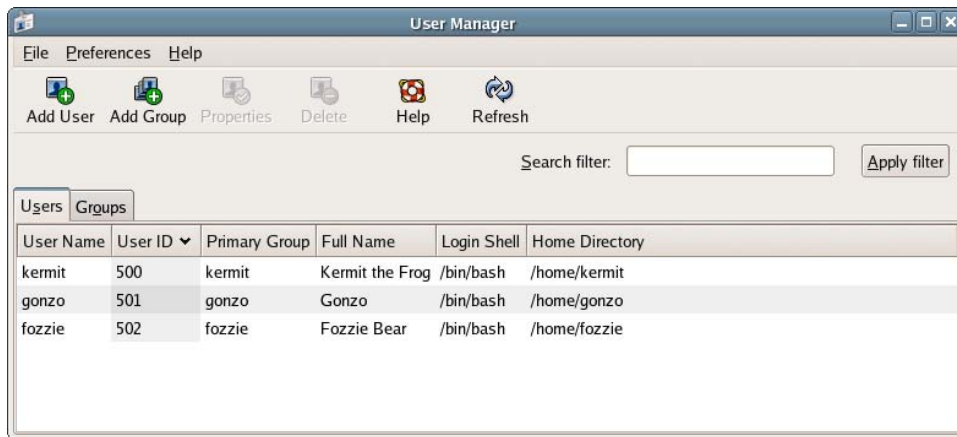 User Manager
File Preferences Help
Add User Add Group Properties Delete Help Refresh
Search filter: Apply filter
Users Groups
User Name User ID Primary Group Full Name Login Shell Home Directory
kermit 500 kermit Kermit the Frog /bin/bash /home/kermit
gonzo 501 gonzo Gonzo /bin/bash /home/gonzo
fozzie 502 fozzie Fozzie Bear /bin/bash /home/fozzie